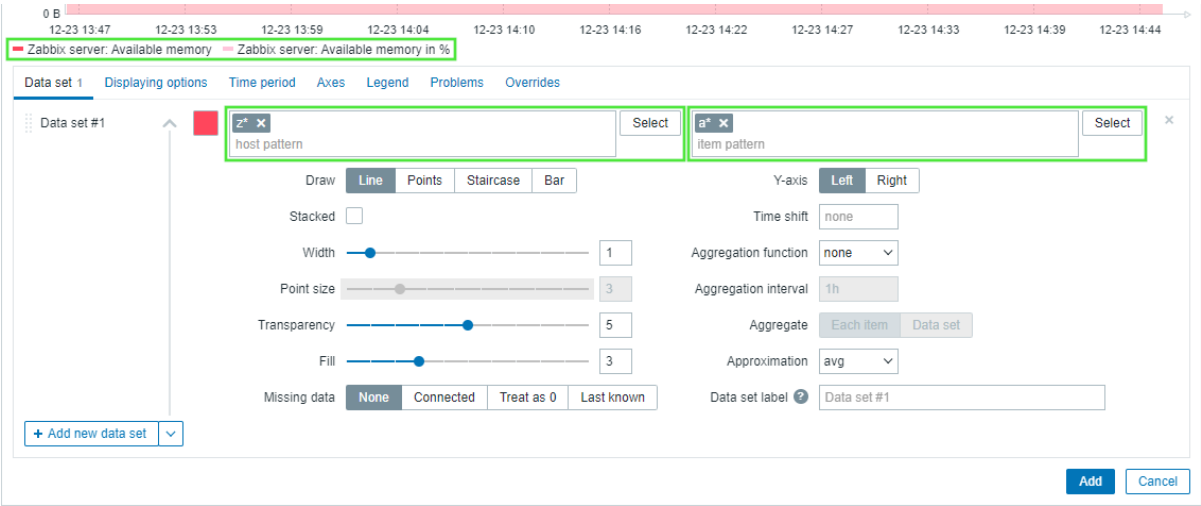 0 B
12-23 13:47 12-23 13:53 12-23 13:59 12-23 14:04 12-23 14:10 12-23 14:16 12-23 14:22 12-23 14:27 12-23 14:33 12-23 14:39 12-23 14:44
Zabbix server: Available memory Zabbix server: Available memory in %
Data set 1 Displaying options Time period Axes Legend Problems Overrides
Data set #1 z* Select a* Select
host pattern item pattern
Draw Line Points Staircase Bar Y-axis Left Right
Stacked Time shift none
Width 1 Aggregation function none
Point size 3 Aggregation interval 1h
Transparency 5 Aggregate Each item Data set
Fill 3 Approximation avg
Missing data None Connected Treat as 0 Last known Data set label ? Data set #1
+ Add new data set
Add Cancel